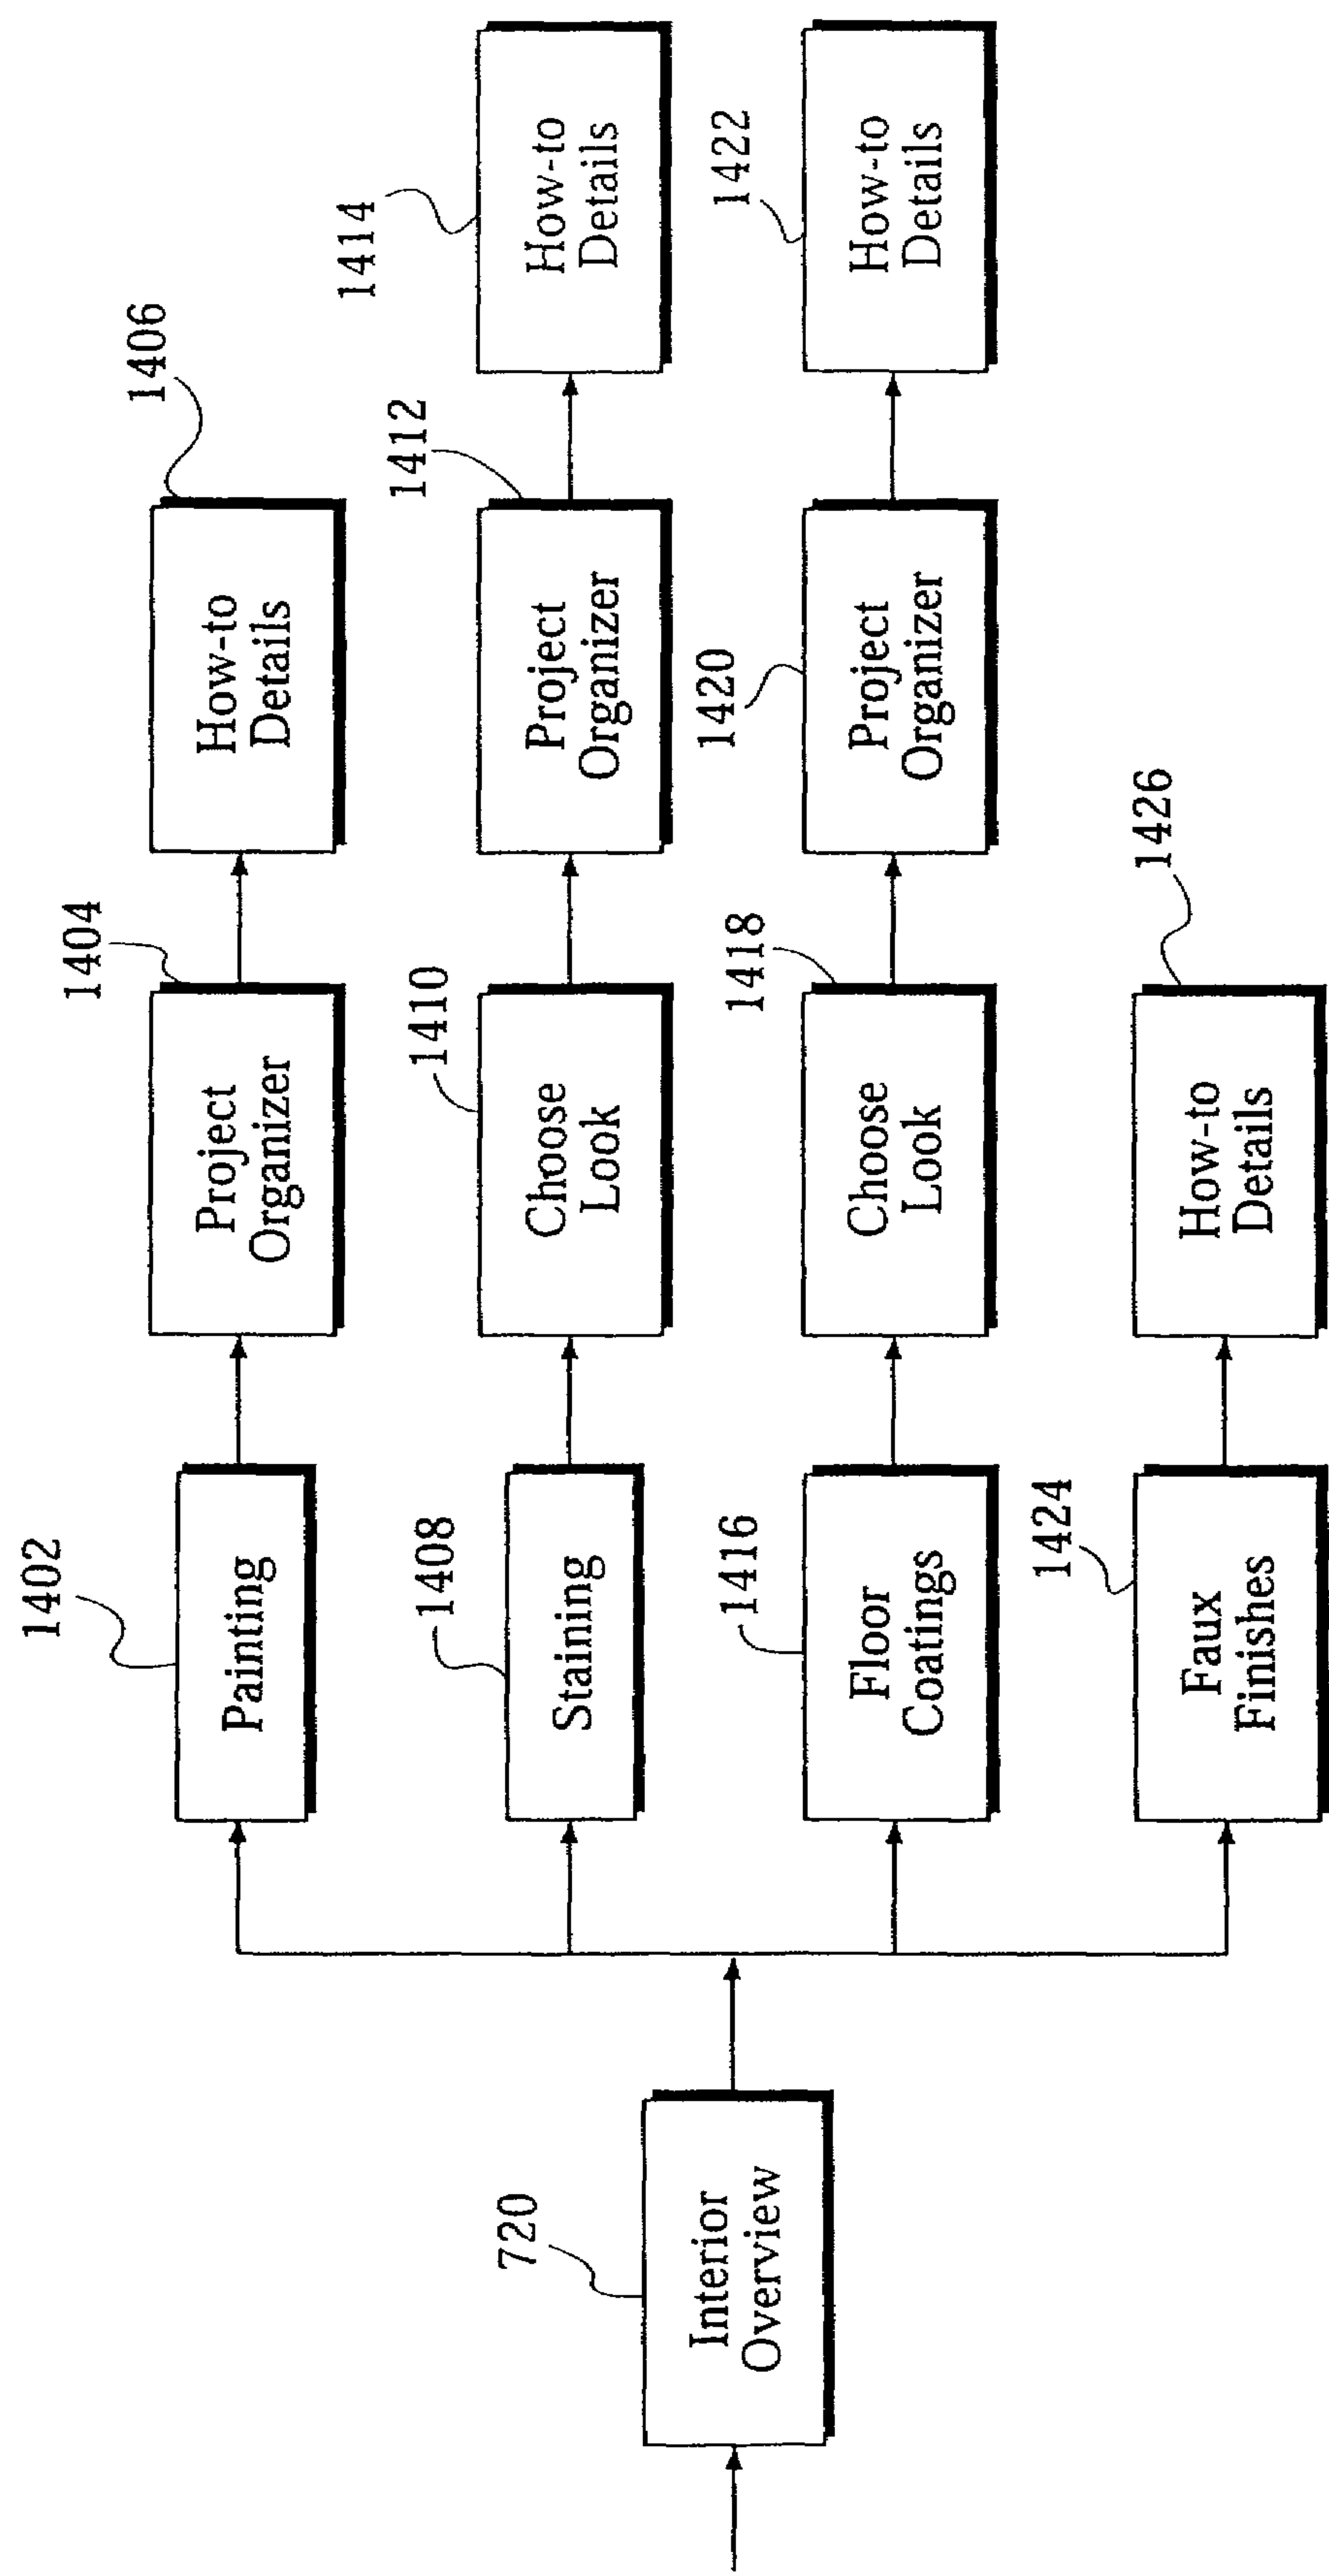 1402
Painting
1404
Project
Organizer
1406
How-to
Details
1408
Staining
1410
Choose
Look
1412
Project
Organizer
1414
How-to
Details
720
Interior
Overview
1416
Floor
Coatings
1418
Choose
Look
1420
Project
Organizer
1422
How-to
Details
1424
Faux
Finishes
1426
How-to
Details